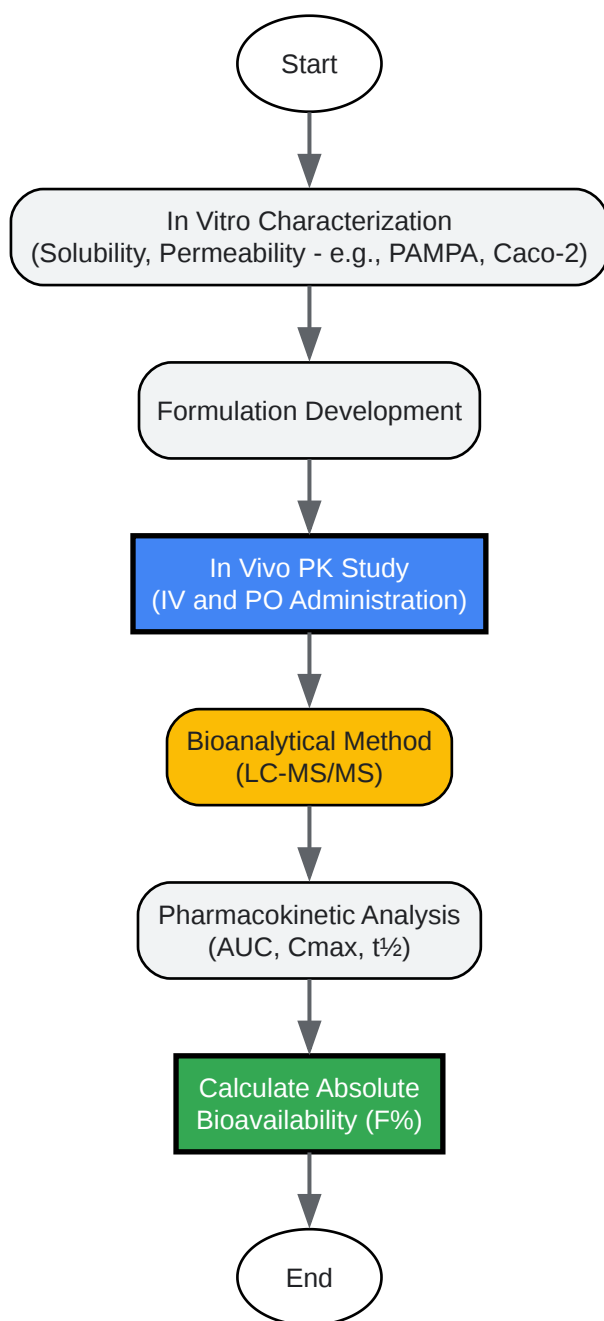 Start
In Vitro Characterization
(Solubility, Permeability - e.g., PAMPA, Caco-2)
Formulation Development
In Vivo PK Study
(IV and PO Administration)
Bioanalytical Method
(LC-MS/MS)
Pharmacokinetic Analysis
(AUC, Cmax, t½)
Calculate Absolute
Bioavailability (F%)
End